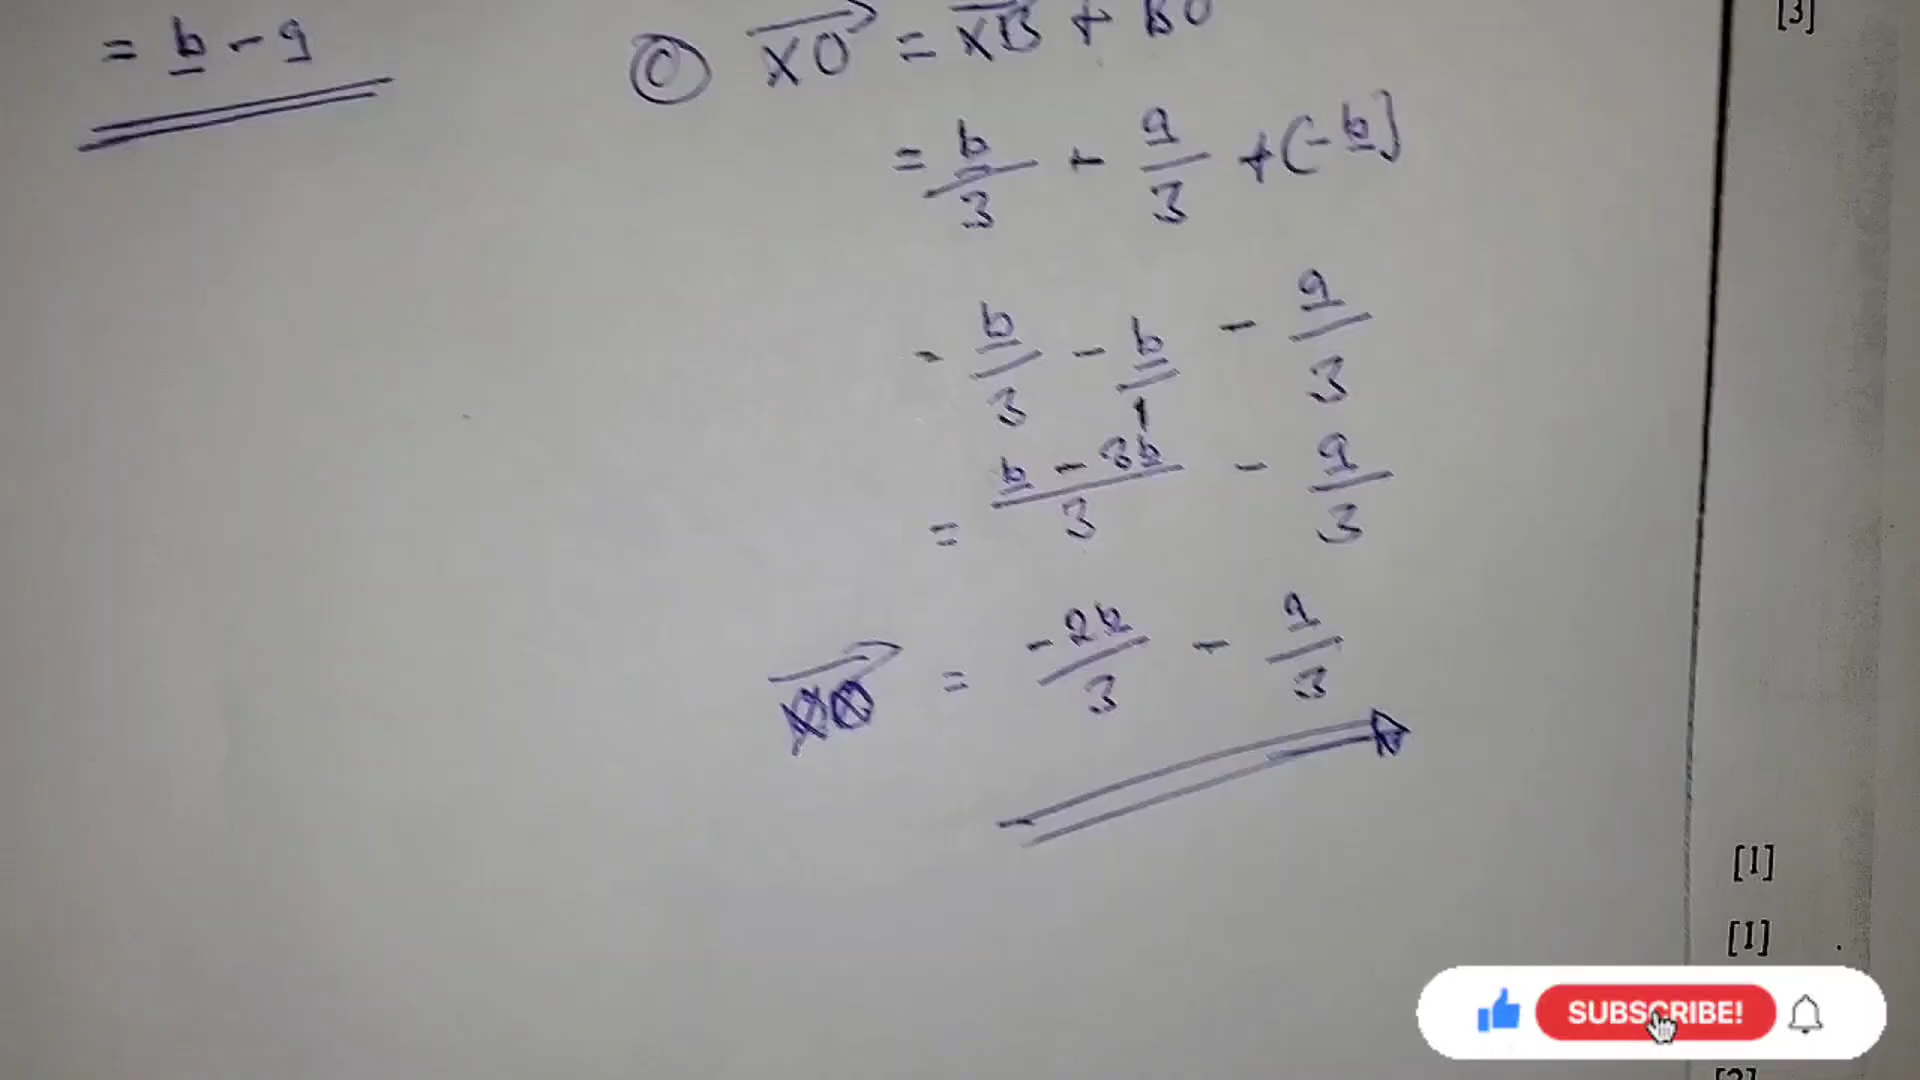 = b - a
© XO = XB + BO
= b/3 - a/3 + (-b)
- b/3 - b/1 - a/3
= b - 3b/3 - a/3
XO = -2b/3 - a/3
[3]
[1]
[1]
SUBSCRIBE!